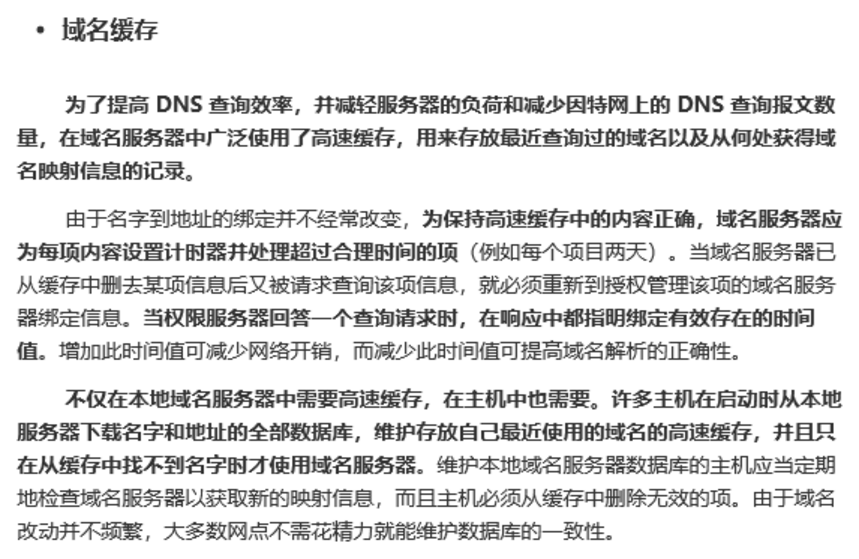 • 域名缓存
为了提高 DNS 查询效率，并减轻服务器的负荷和减少因特网上的 DNS 查询报文数
量，在域名服务器中广泛使用了高速缓存，用来存放最近查询过的域名以及从何处获得域
名映射信息的记录。
由于名字到地址的绑定并不经常改变，为保持高速缓存中的内容正确，域名服务器应
为每项内容设置计时器并处理超过合理时间的项（例如每个项目两天）。当域名服务器已
从缓存中删去某项信息后又被请求查询该项信息，就必须重新到授权管理该项的域名服务
器绑定信息。当权限服务器回答一个查询请求时，在响应中都指明绑定有效存在的时间
值。增加此时间值可减少网络开销，而减少此时间值可提高域名解析的正确性。
不仅在本地域名服务器中需要高速缓存，在主机中也需要。许多主机在启动时从本地
服务器下载名字和地址的全部数据库，维护存放自己最近使用的域名的高速缓存，并且只
在从缓存中找不到名字时才使用域名服务器。维护本地域名服务器数据库的主机应当定期
地检查域名服务器以获取新的映射信息，而且主机必须从缓存中删除无效的项。由于域名
改动并不频繁，大多数网点不需花精力就能维护数据库的一致性。